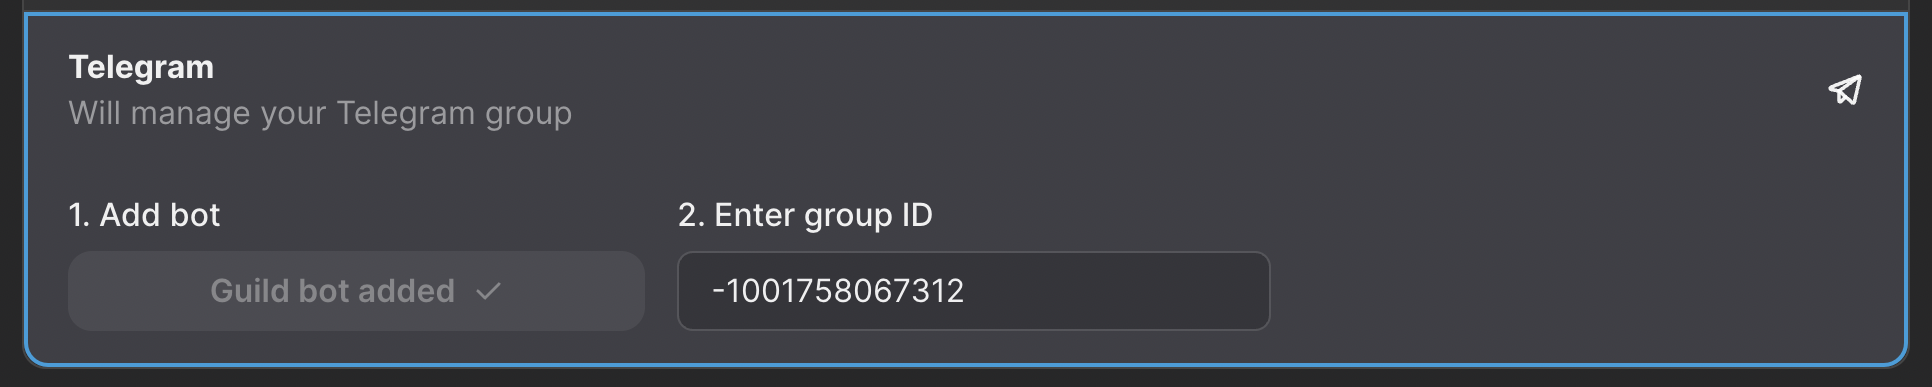 Telegram
Will manage your Telegram group
1. Add bot
2. Enter group ID
Guild bot added
-1001758067312